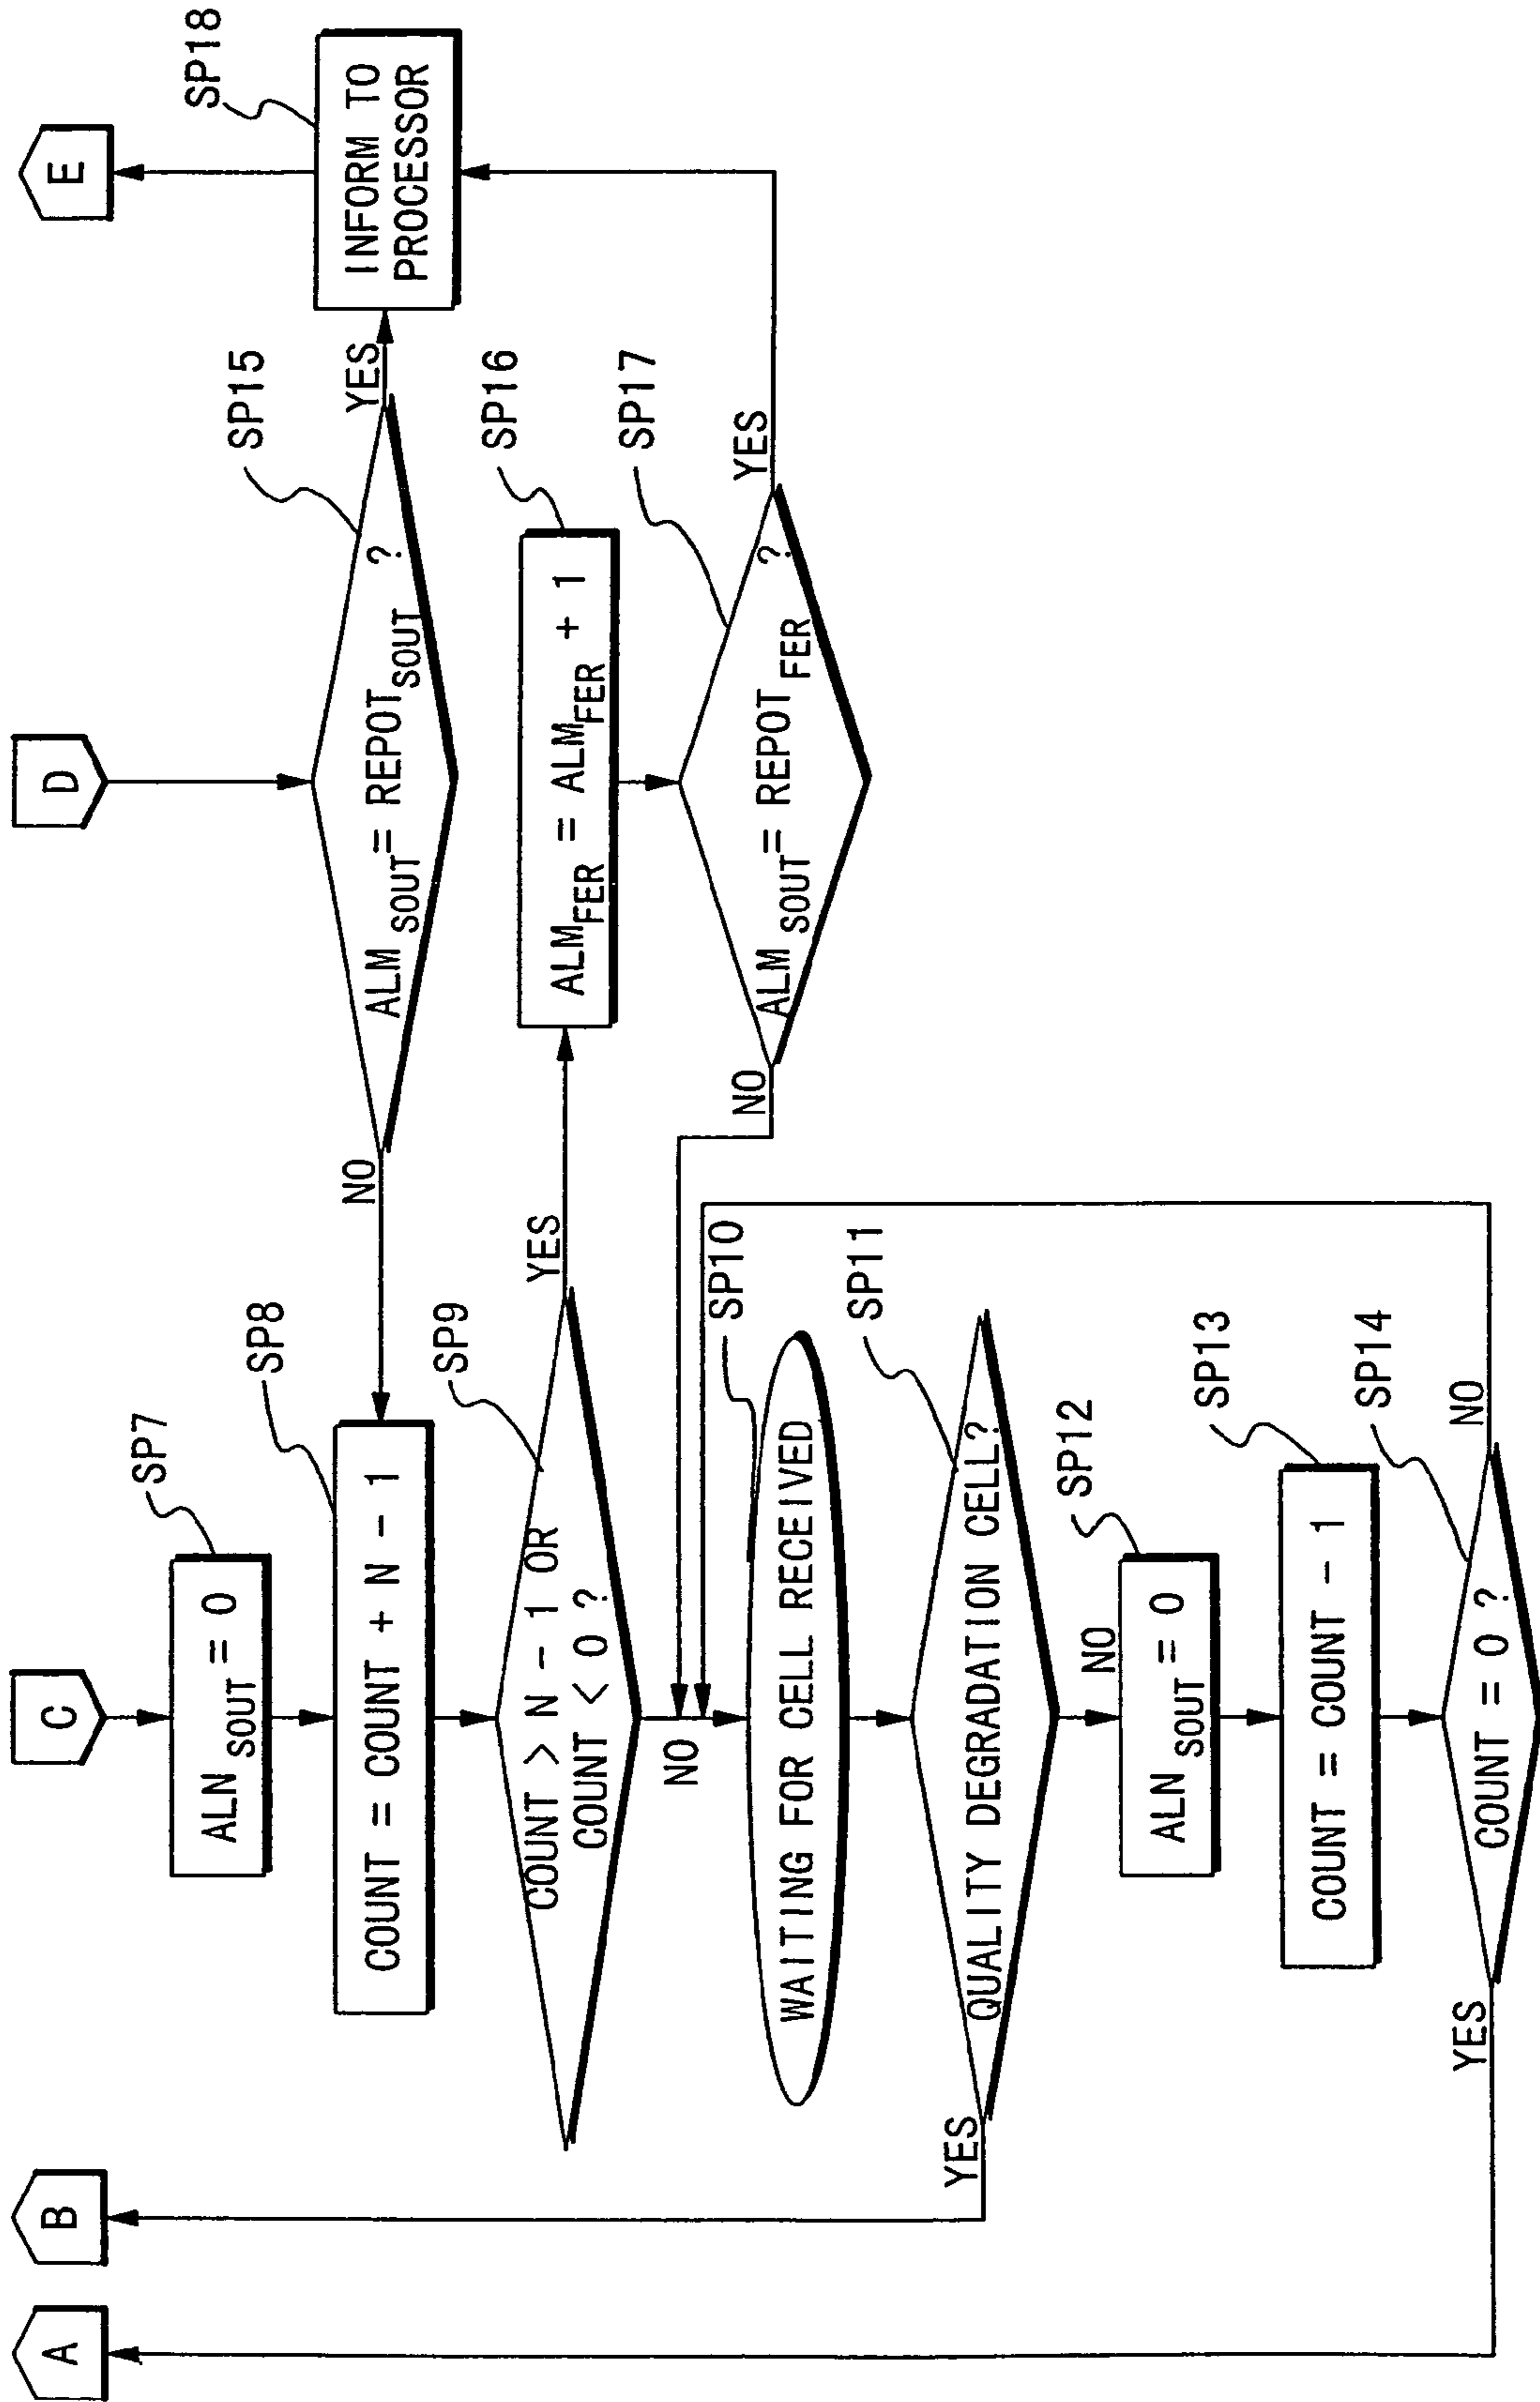 A
B
C
D
E
SP7
ALN SOUT = 0
SP8
COUNT = COUNT + N - 1
SP9
COUNT > N - 1 OR
COUNT < 0 ?
YES
NO
SP10
WAITING FOR CELL RECEIVED
SP11
QUALITY DEGRADATION CELL?
YES
NO
SP12
ALN SOUT = 0
SP13
COUNT = COUNT - 1
SP14
COUNT = 0 ?
YES
NO
SP15
ALM SOUT = REPOT SOUT ?
NO
YES
SP16
ALM FER = ALM FER + 1
SP17
ALM SOUT = REPOT FER ?
NO
YES
SP18
INFORM TO
PROCESSOR